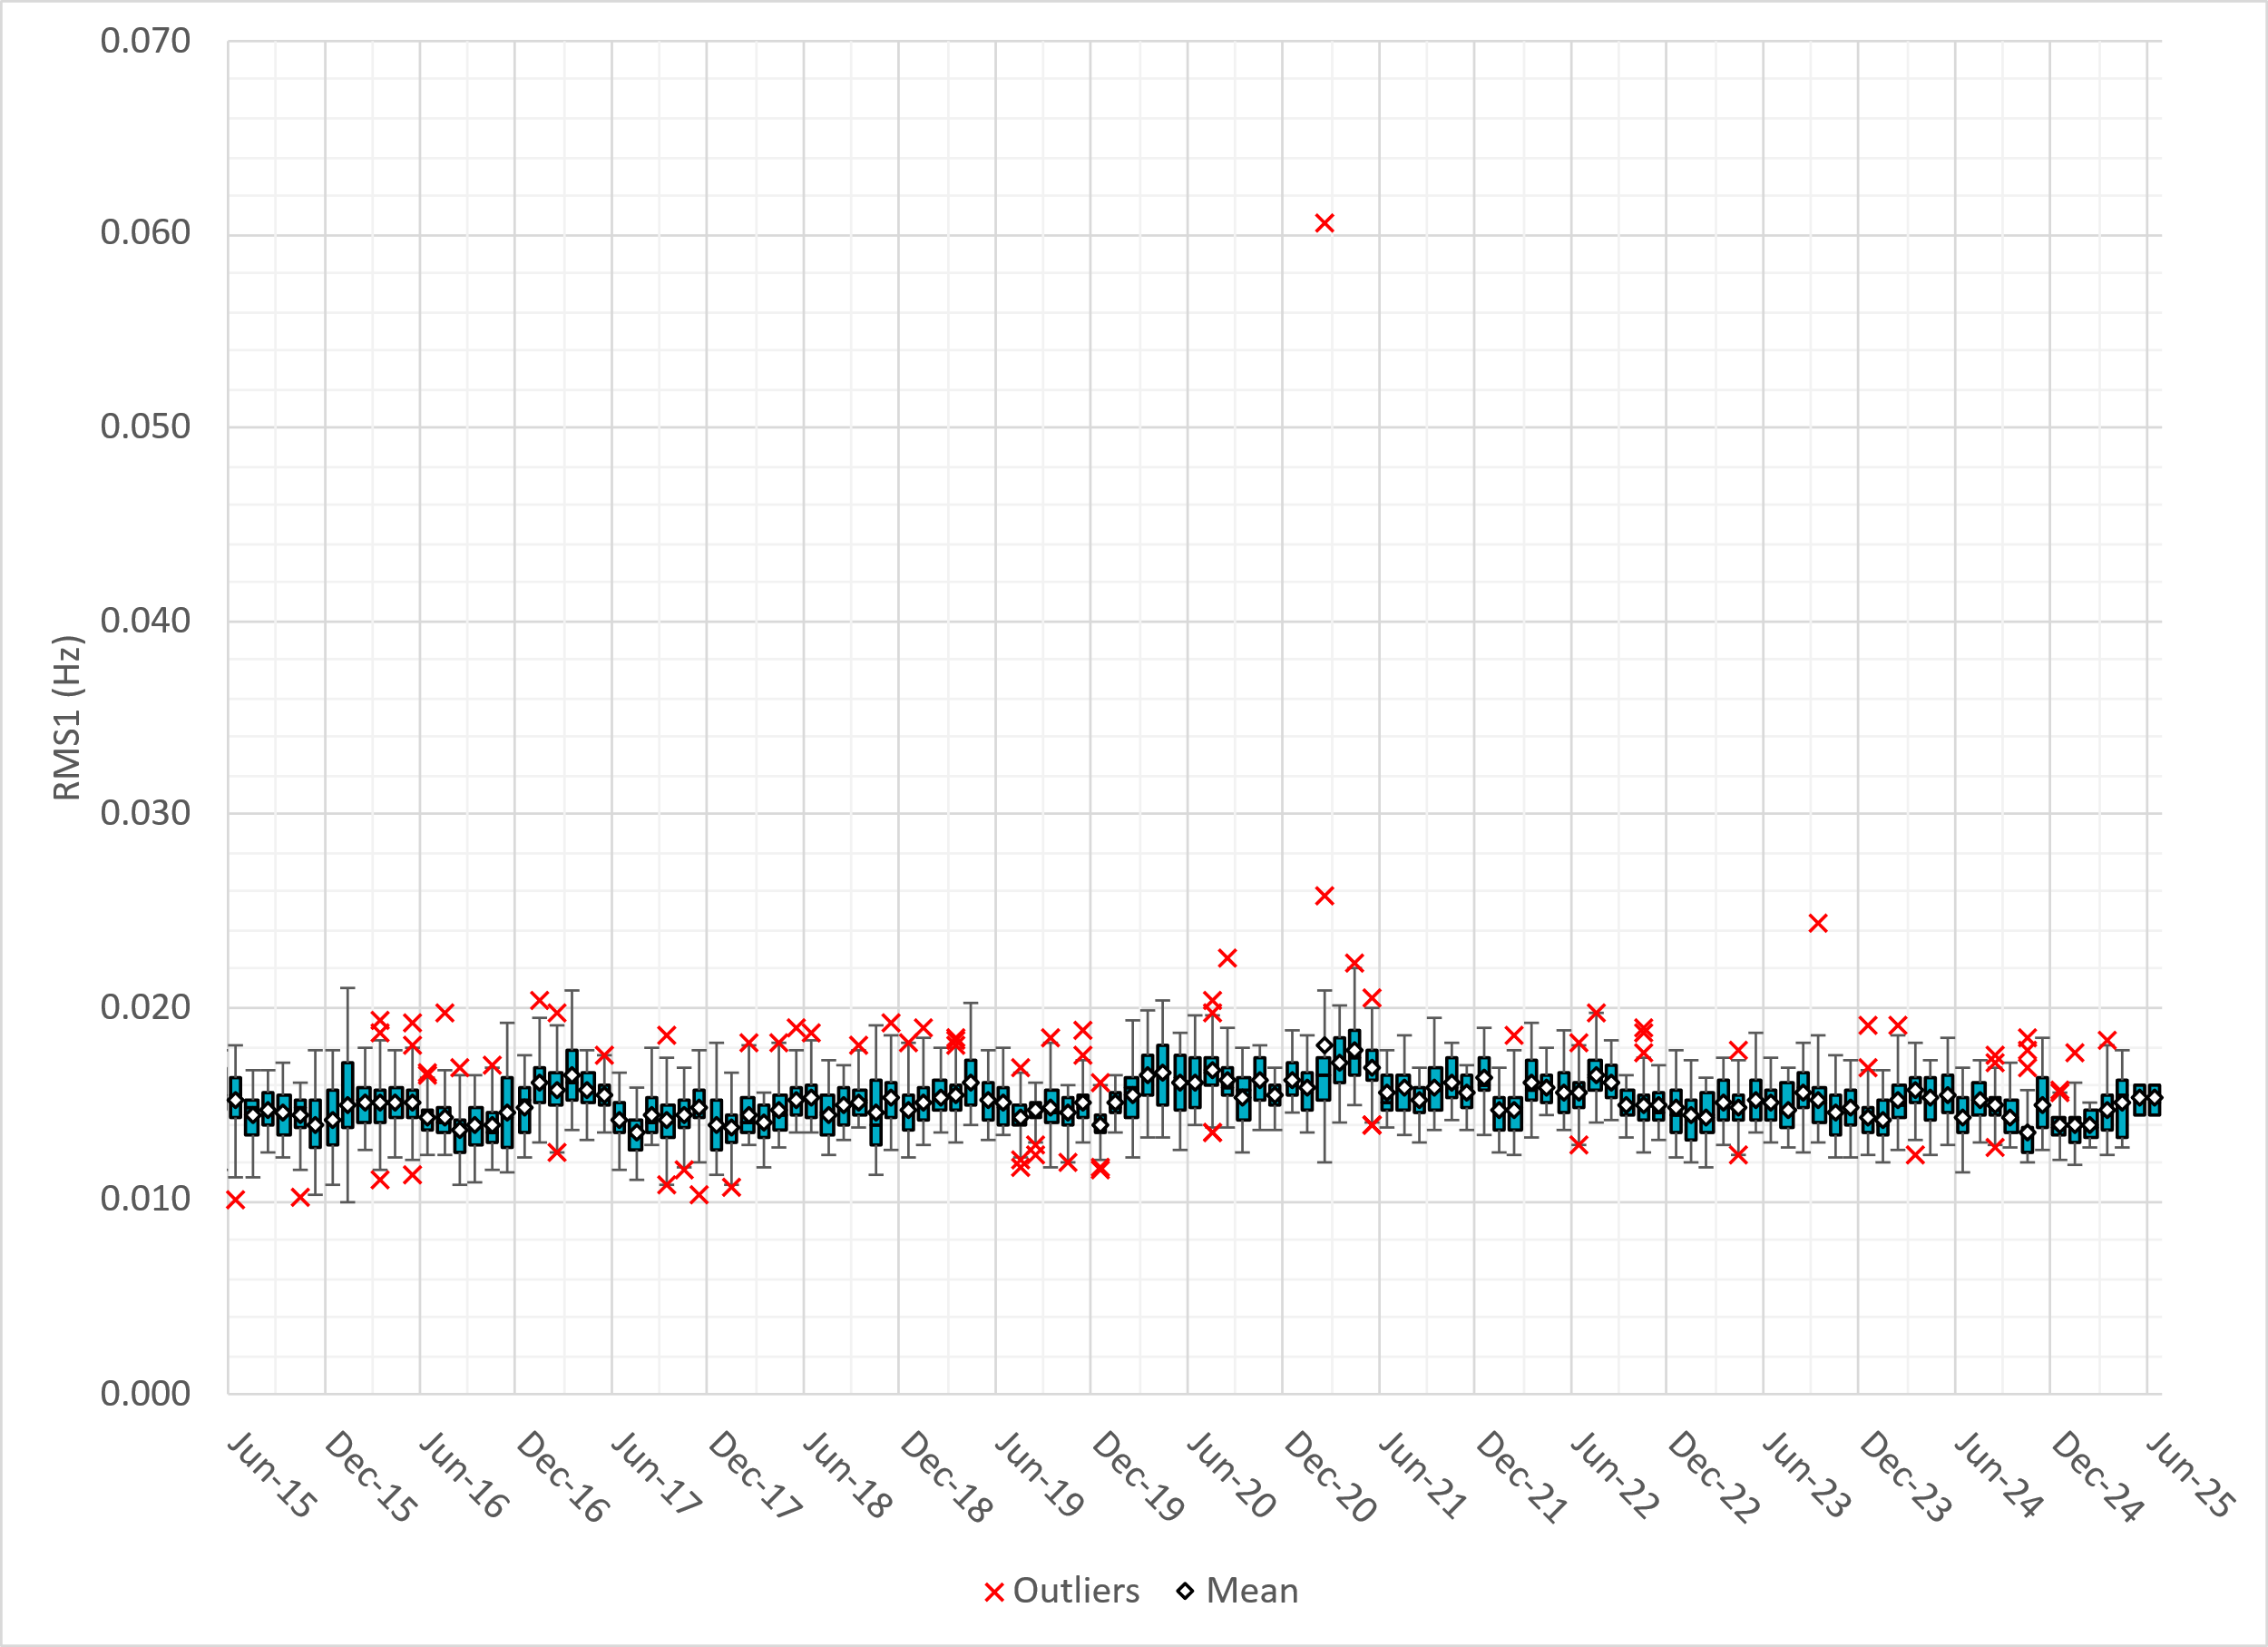 0.070
0.060
0.050
0.040
0.030
0.020
0.010
0.000
RMS1 (Hz)
Jun-15
Dec-15
Jun-16
Dec-16
Jun-17
Dec-17
Jun-18
Dec-18
Jun-19
Dec-19
Jun-20
Dec-20
Jun-21
Dec-21
Jun-22
Dec-22
Jun-23
Dec-23
Jun-24
Dec-24
Jun-25
Outliers Mean